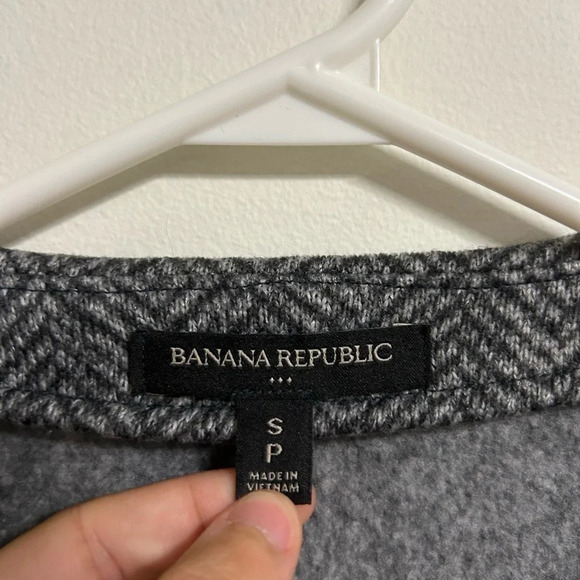 BANANA REPUBLIC
S
P
MADE IN
VIETNAM